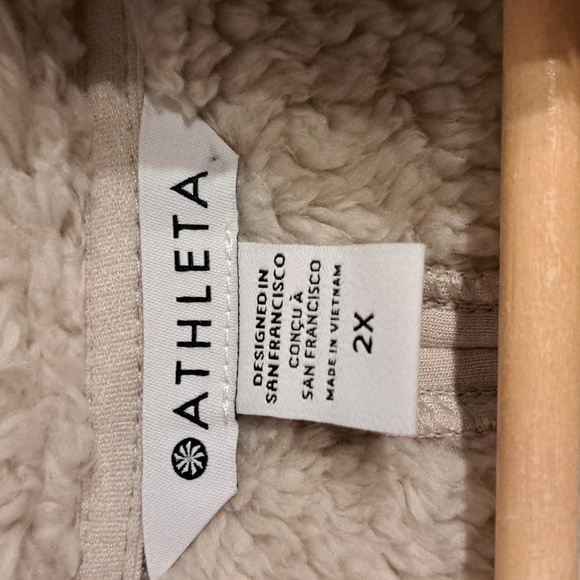 ATHLETA
DESIGNED IN
SAN FRANCISCO
CONÇU À
SAN FRANCISCO
MADE IN VIETNAM
2X